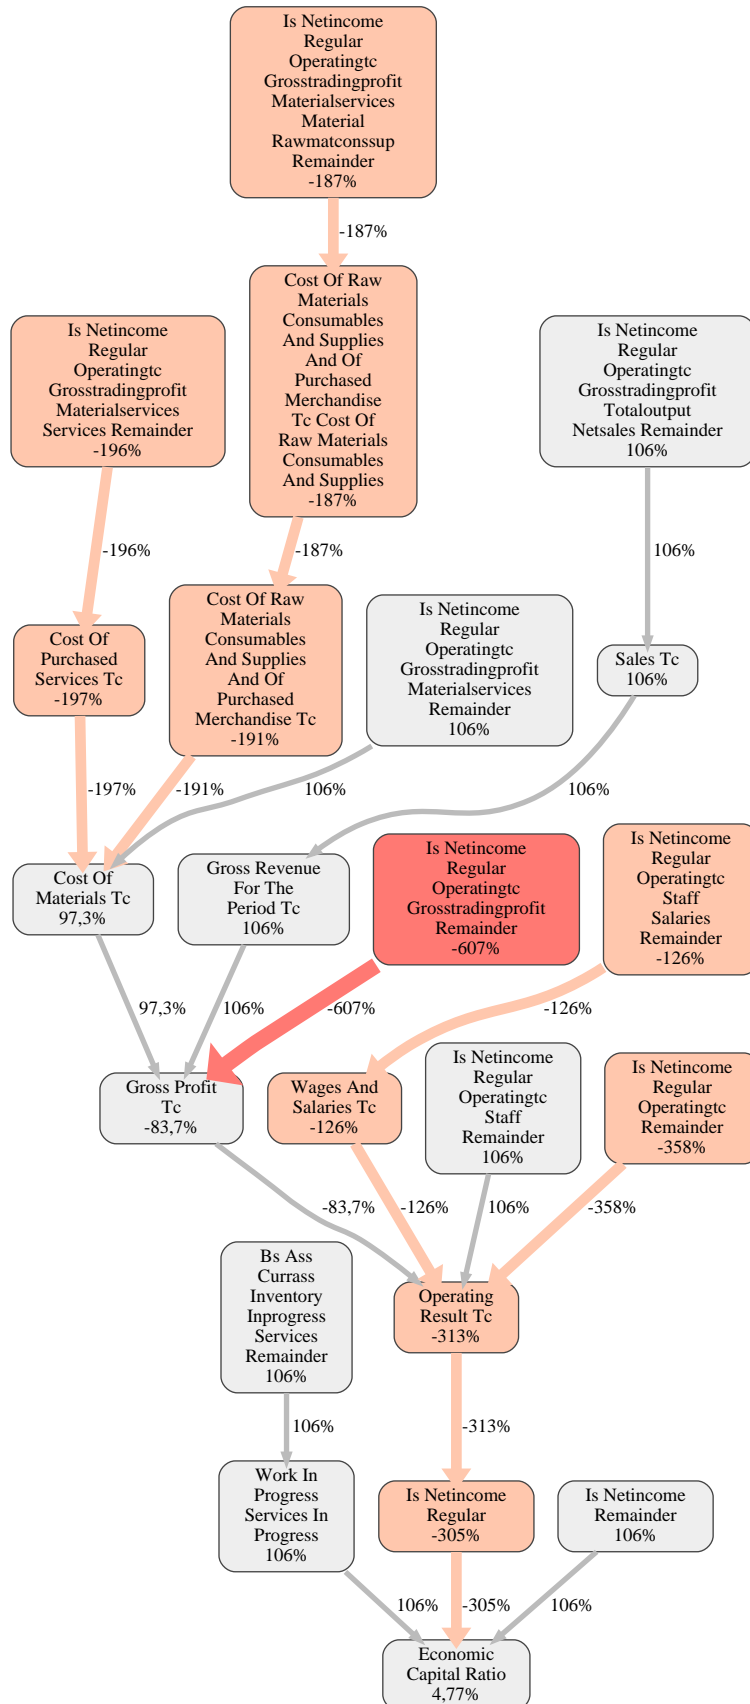 Is Netincome
Regular
Operatingtc
Grosstradingprofit
Materialservices
Material
Rawmatconssup
Remainder
-187%
-187%
Cost Of Raw
Materials
Consumables
And Supplies
And Of
Purchased
Merchandise
Tc Cost Of
Raw Materials
Consumables
And Supplies
-187%
Is Netincome
Regular
Operatingtc
Grosstradingprofit
Materialservices
Services Remainder
-196%
Is Netincome
Regular
Operatingtc
Grosstradingprofit
Totaloutput
Netsales Remainder
106%
-196%
-187%
106%
Cost Of
Purchased
Services Tc
-197%
Cost Of Raw
Materials
Consumables
And Supplies
And Of
Purchased
Merchandise Tc
-191%
Is Netincome
Regular
Operatingtc
Grosstradingprofit
Materialservices
Remainder
106%
Sales Tc
106%
-197%
-191%
106%
106%
Cost Of
Materials Tc
97,3%
Gross Revenue
For The
Period Tc
106%
Is Netincome
Regular
Operatingtc
Grosstradingprofit
Remainder
-607%
Is Netincome
Regular
Operatingtc
Staff
Salaries
Remainder
-126%
97,3%
106%
-607%
-126%
Gross Profit
Tc
-83,7%
Wages And
Salaries Tc
-126%
Is Netincome
Regular
Operatingtc
Staff
Remainder
106%
Is Netincome
Regular
Operatingtc
Remainder
-358%
-83,7%
-126%
106%
-358%
Bs Ass
Currass
Inventory
Inprogress
Services
Remainder
106%
Operating
Result Tc
-313%
106%
-313%
Work In
Progress
Services In
Progress
106%
Is Netincome
Regular
-305%
Is Netincome
Remainder
106%
106%
-305%
106%
Economic
Capital Ratio
4,77%